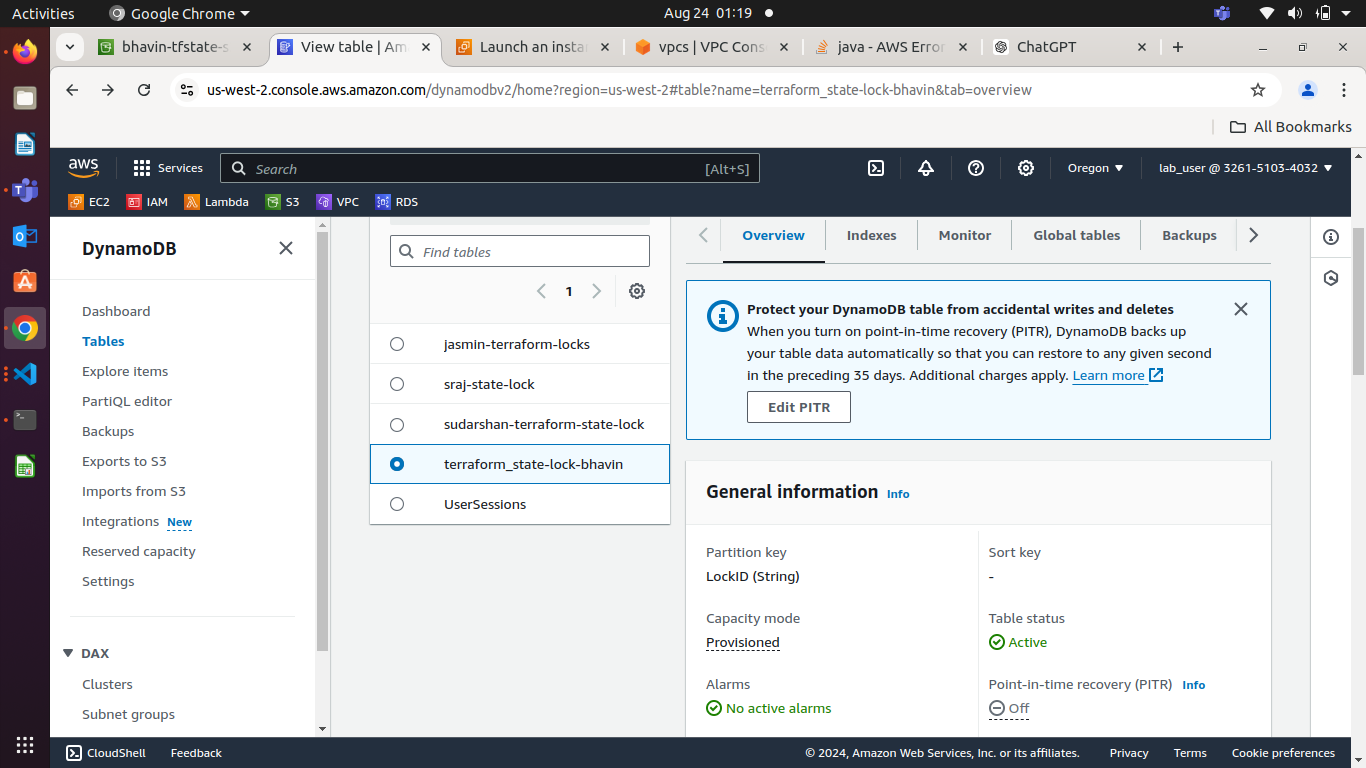 Activities
Google Chrome
Aug 24 01:19
bhavin-tfstate-s
View table | Am
Launch an insta
vpcs | VPC Cons
java - AWS Error
ChatGPT
us-west-2.console.aws.amazon.com/dynamodbv2/home?region=us-west-2#table?name=terraform_state-lock-bhavin&tab=overview
All Bookmarks
aws
Services
Search
[Alt+S]
Oregon
lab_user @ 3261-5103-4032
EC2
IAM
Lambda
S3
VPC
RDS
DynamoDB
Dashboard
Tables
Explore items
PartiQL editor
Backups
Exports to S3
Imports from S3
Integrations New
Reserved capacity
Settings
DAX
Clusters
Subnet groups
Find tables
1
jasmin-terraform-locks
sraj-state-lock
sudarshan-terraform-state-lock
terraform_state-lock-bhavin
UserSessions
Overview
Indexes
Monitor
Global tables
Backups
Protect your DynamoDB table from accidental writes and deletes
When you turn on point-in-time recovery (PITR), DynamoDB backs up
your table data automatically so that you can restore to any given second
in the preceding 35 days. Additional charges apply. Learn more
Edit PITR
General information Info
Partition key
LockID (String)
Sort key
-
Capacity mode
Provisioned
Table status
Active
Alarms
No active alarms
Point-in-time recovery (PITR) Info
Off
CloudShell
Feedback
© 2024, Amazon Web Services, Inc. or its affiliates.
Privacy
Terms
Cookie preferences